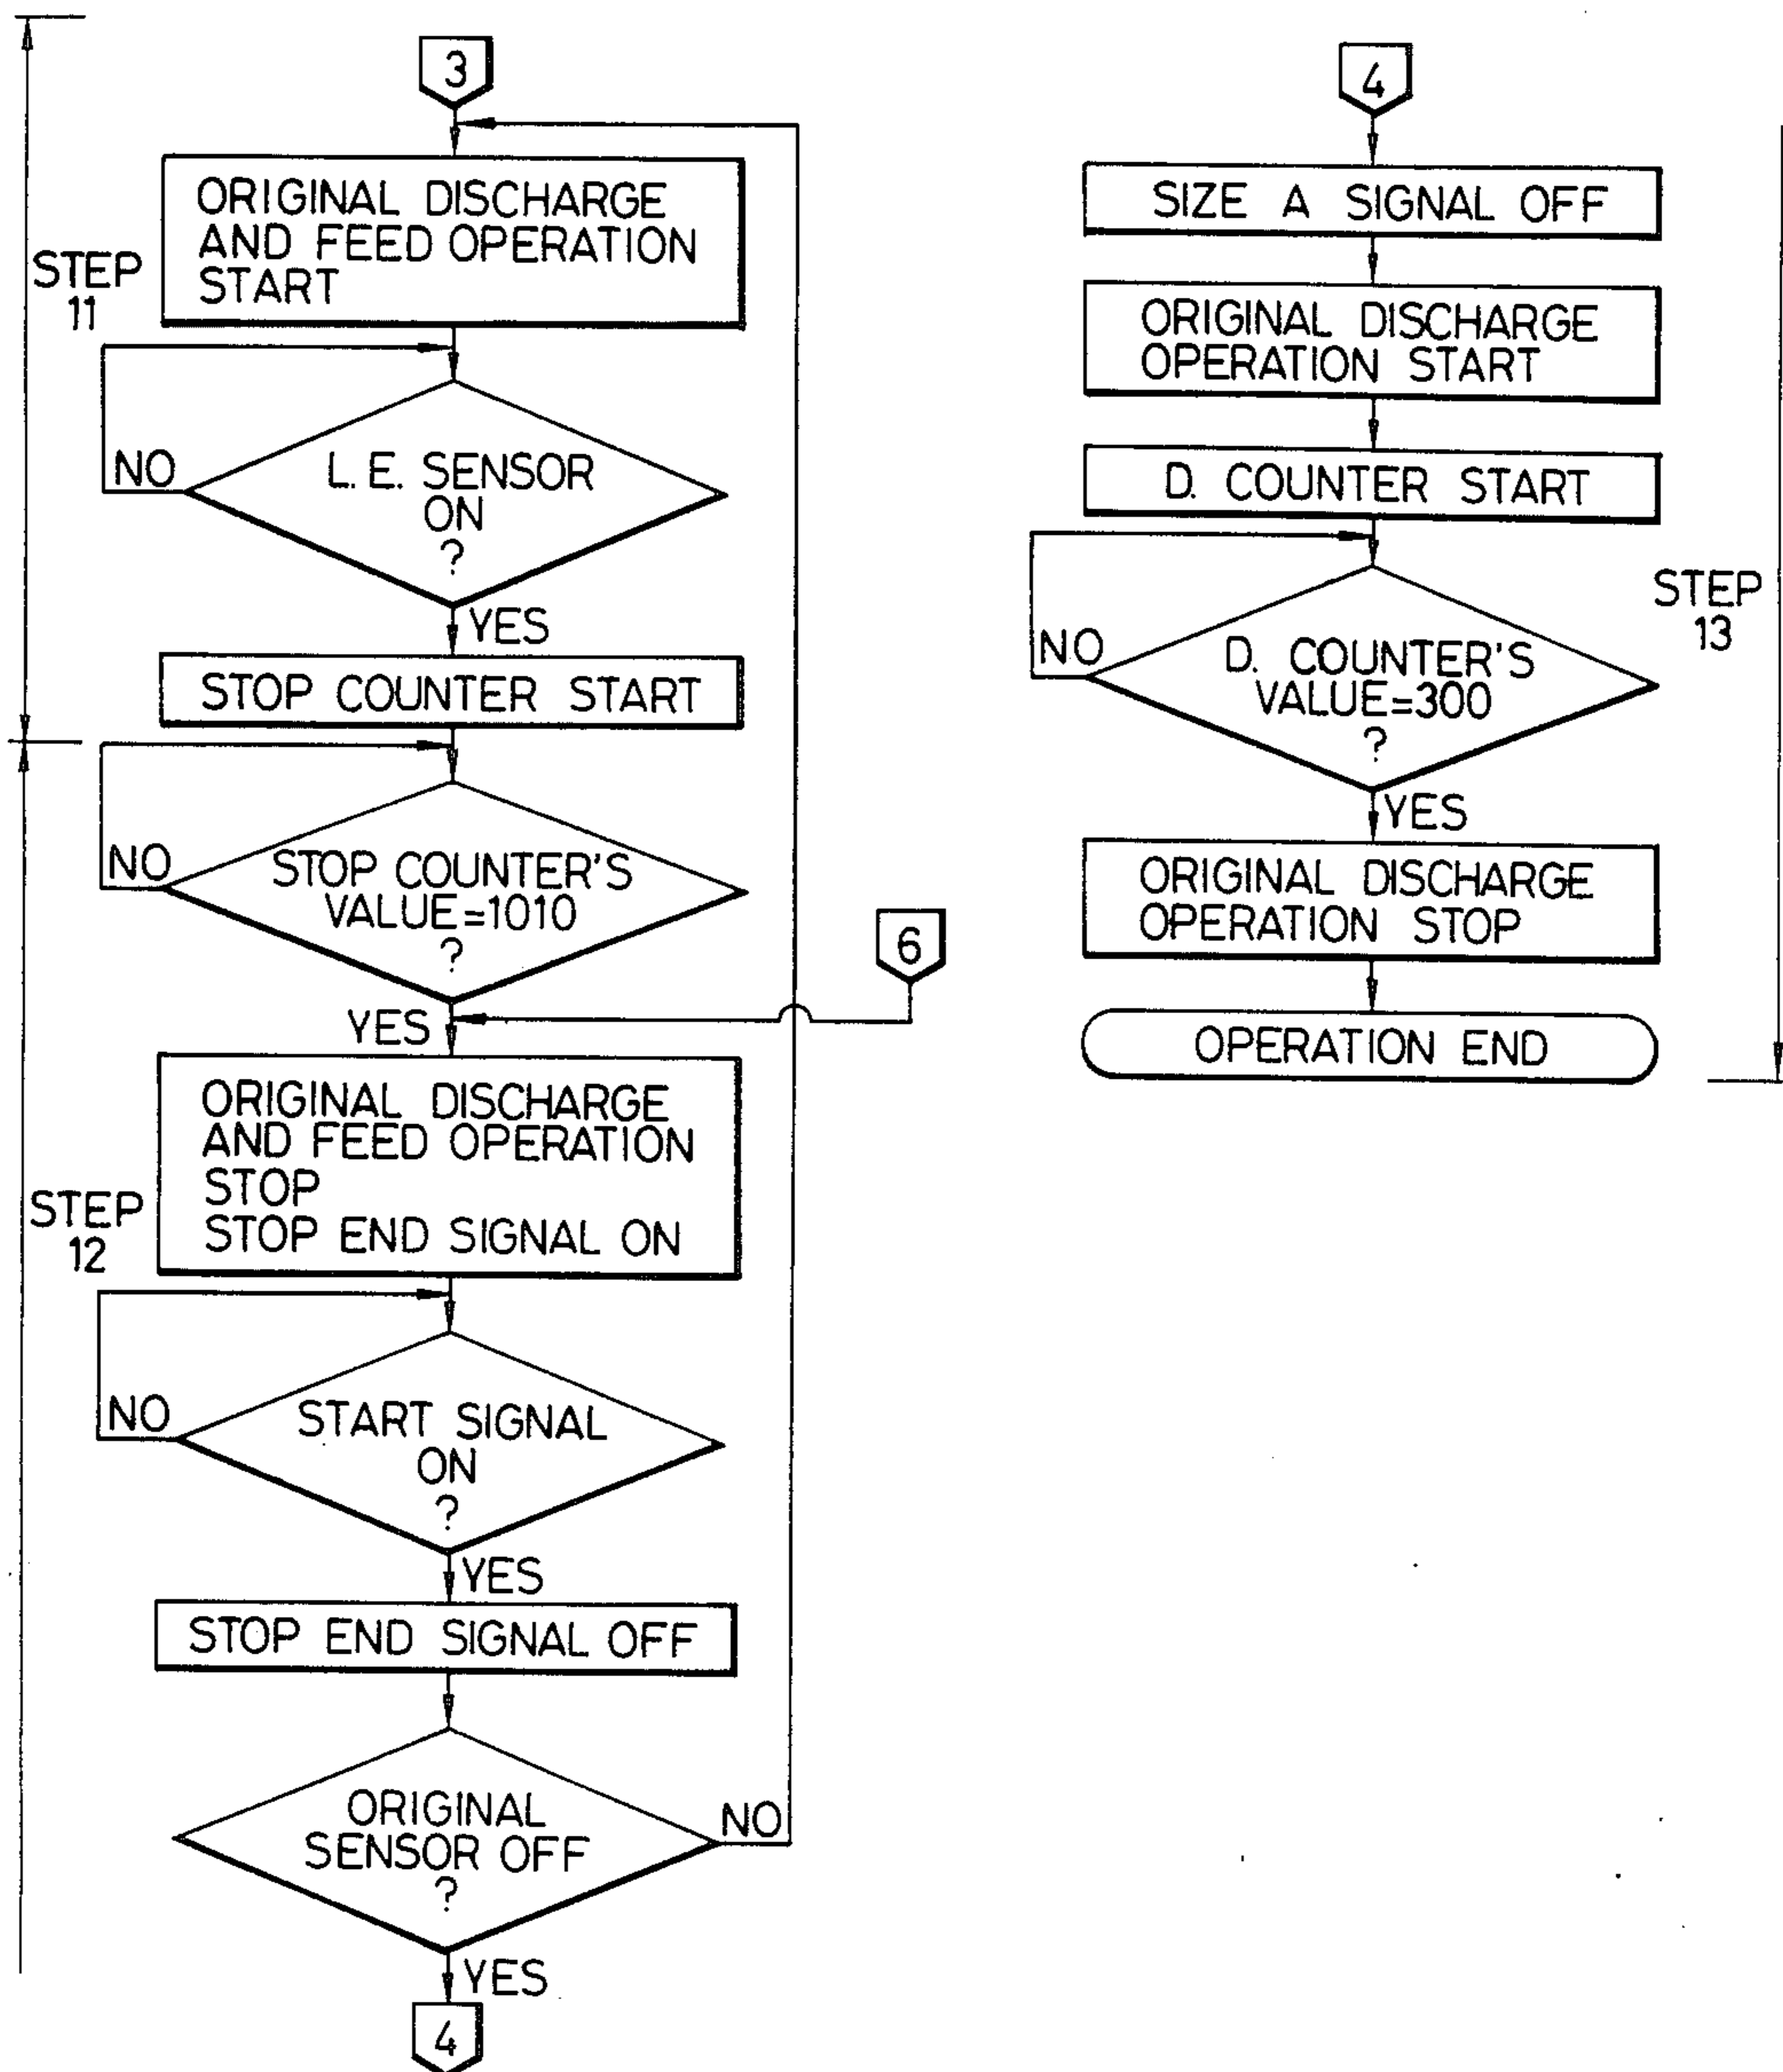 3
ORIGINAL DISCHARGE
AND FEED OPERATION
START
STEP
11
NO
L. E. SENSOR
ON
?
YES
STOP COUNTER START
NO
STOP COUNTER'S
VALUE=1010
?
6
YES
ORIGINAL DISCHARGE
AND FEED OPERATION
STOP
STOP END SIGNAL ON
STEP
12
NO
START SIGNAL
ON
?
YES
STOP END SIGNAL OFF
ORIGINAL
SENSOR OFF
?
NO
YES
4
4
SIZE A SIGNAL OFF
ORIGINAL DISCHARGE
OPERATION START
D. COUNTER START
STEP
13
NO
D. COUNTER'S
VALUE=300
?
YES
ORIGINAL DISCHARGE
OPERATION STOP
OPERATION END